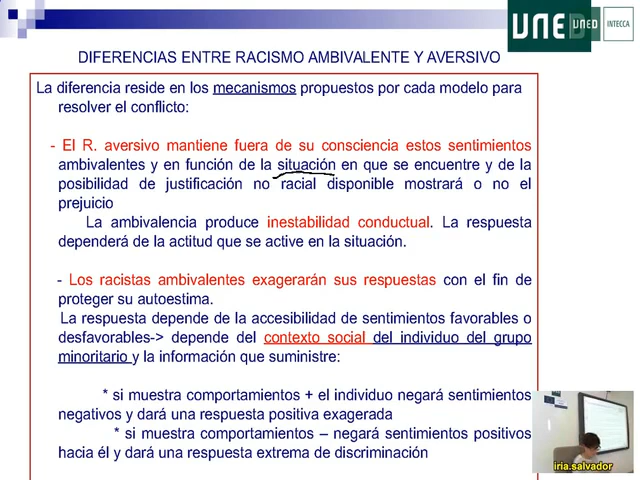 UNED
UNED
INTECCA
DIFERENCIAS ENTRE RACISMO AMBIVALENTE Y AVERSIVO
La diferencia reside en los mecanismos propuestos por cada modelo para
resolver el conflicto:
- El R. aversivo mantiene fuera de su consciencia estos sentimientos
ambivalentes y en función de la situación en que se encuentre y de la
posibilidad de justificación no racial disponible mostrará o no el
prejuicio
La ambivalencia produce inestabilidad conductual. La respuesta
dependerá de la actitud que se active en la situación.
- Los racistas ambivalentes exagerarán sus respuestas con el fin de
proteger su autoestima.
La respuesta depende de la accesibilidad de sentimientos favorables o
desfavorables-> depende del contexto social del individuo del grupo
minoritario y la información que suministre:
* si muestra comportamientos + el individuo negará sentimientos
negativos y dará una respuesta positiva exagerada
* si muestra comportamientos – negará sentimientos positivos
hacia él y dará una respuesta extrema de discriminación
iria.salvador